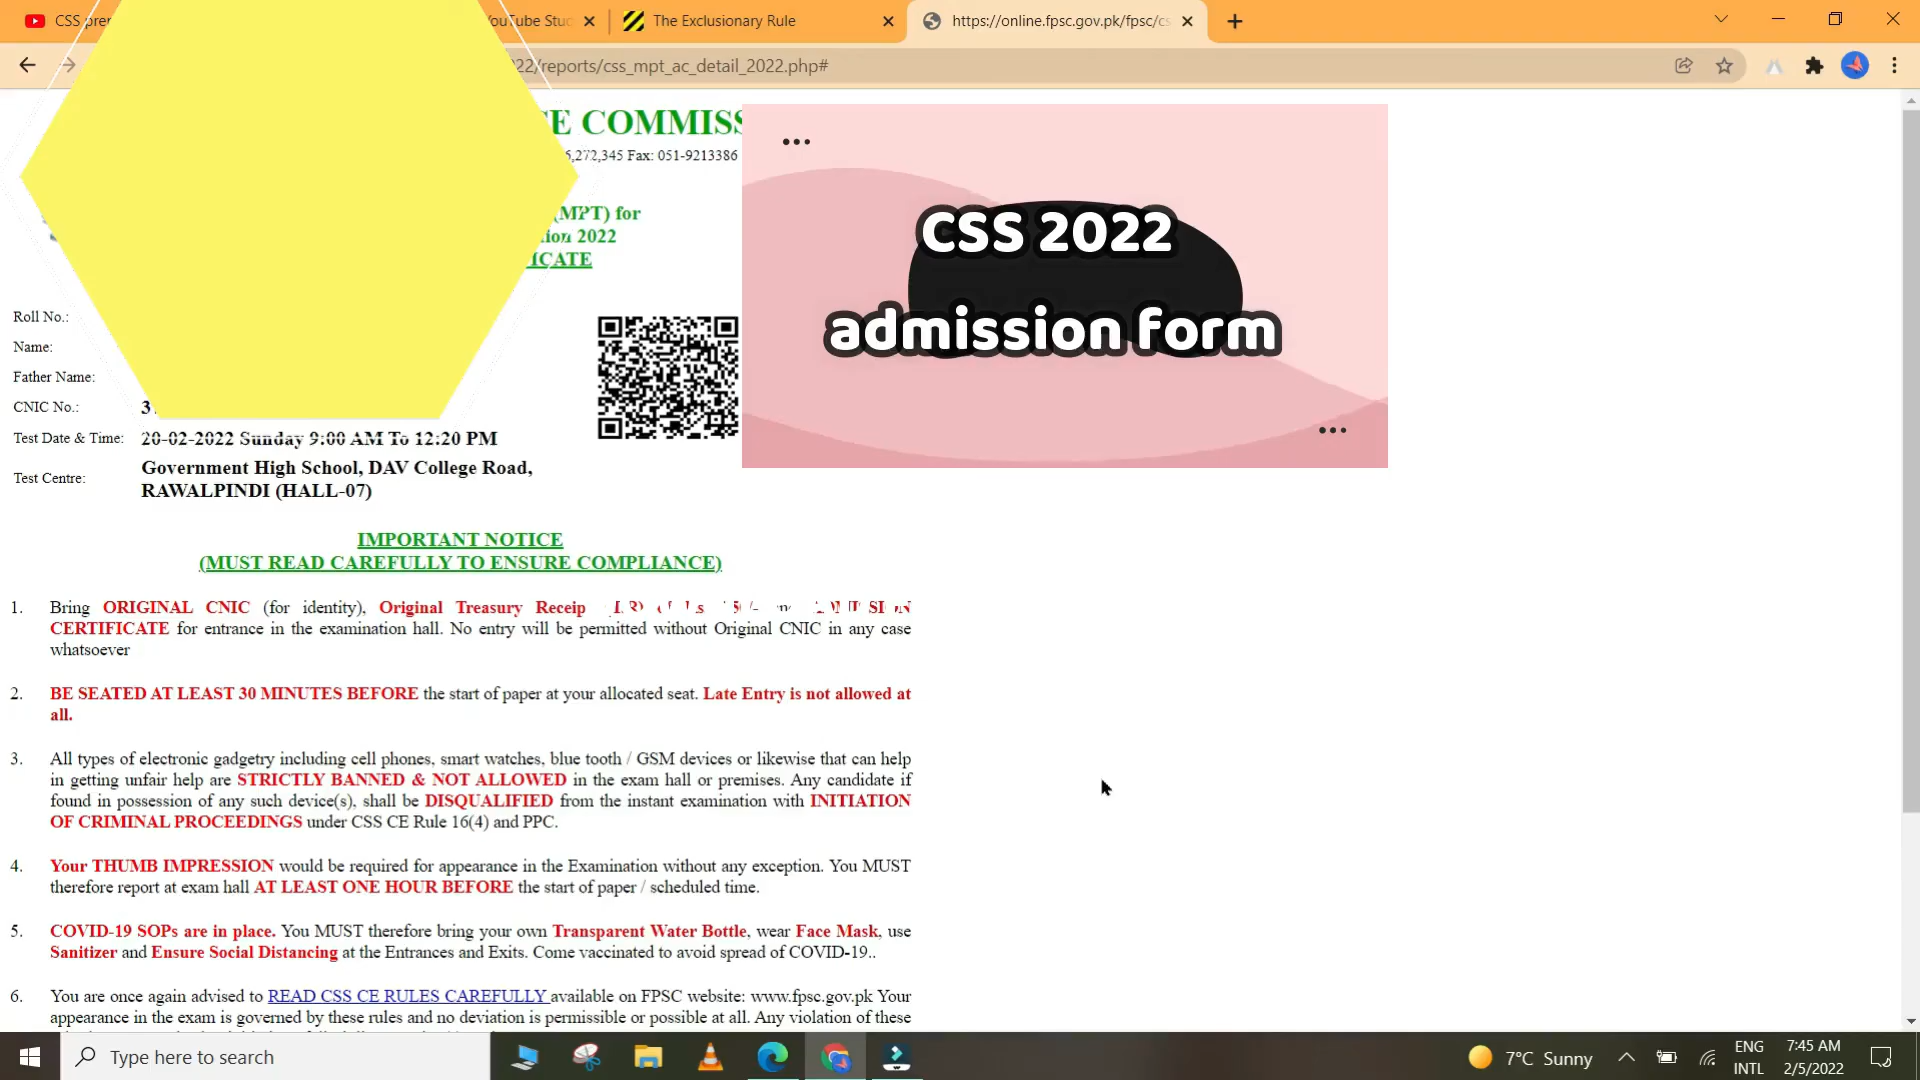 CSS prep
YouTube Stud
The Exclusionary Rule
https://online.fpsc.gov.pk/fpsc/cs
22/reports/css_mpt_ac_detail_2022.php#
CE COMMISS
5,272,345 Fax: 051-9213386
(MPT) for
tion 2022
ICATE
CSS 2022
admission form
Roll No.:
Name:
Father Name:
CNIC No.: 3
Test Date & Time: 20-02-2022 Sunday 9:00 AM To 12:20 PM
Test Centre: Government High School, DAV College Road,
RAWALPINDI (HALL-07)
IMPORTANT NOTICE
(MUST READ CAREFULLY TO ENSURE COMPLIANCE)
1. Bring ORIGINAL CNIC (for identity), Original Treasury Receip
CERTIFICATE for entrance in the examination hall. No entry will be permitted without Original CNIC in any case
whatsoever
2. BE SEATED AT LEAST 30 MINUTES BEFORE the start of paper at your allocated seat. Late Entry is not allowed at
all.
3. All types of electronic gadgetry including cell phones, smart watches, blue tooth / GSM devices or likewise that can help
in getting unfair help are STRICTLY BANNED & NOT ALLOWED in the exam hall or premises. Any candidate if
found in possession of any such device(s), shall be DISQUALIFIED from the instant examination with INITIATION
OF CRIMINAL PROCEEDINGS under CSS CE Rule 16(4) and PPC.
4. Your THUMB IMPRESSION would be required for appearance in the Examination without any exception. You MUST
therefore report at exam hall AT LEAST ONE HOUR BEFORE the start of paper / scheduled time.
5. COVID-19 SOPs are in place. You MUST therefore bring your own Transparent Water Bottle, wear Face Mask, use
Sanitizer and Ensure Social Distancing at the Entrances and Exits. Come vaccinated to avoid spread of COVID-19..
6. You are once again advised to READ CSS CE RULES CAREFULLY available on FPSC website: www.fpsc.gov.pk Your
appearance in the exam is governed by these rules and no deviation is permissible or possible at all. Any violation of these
Type here to search
7°C Sunny
ENG
INTL
7:45 AM
2/5/2022